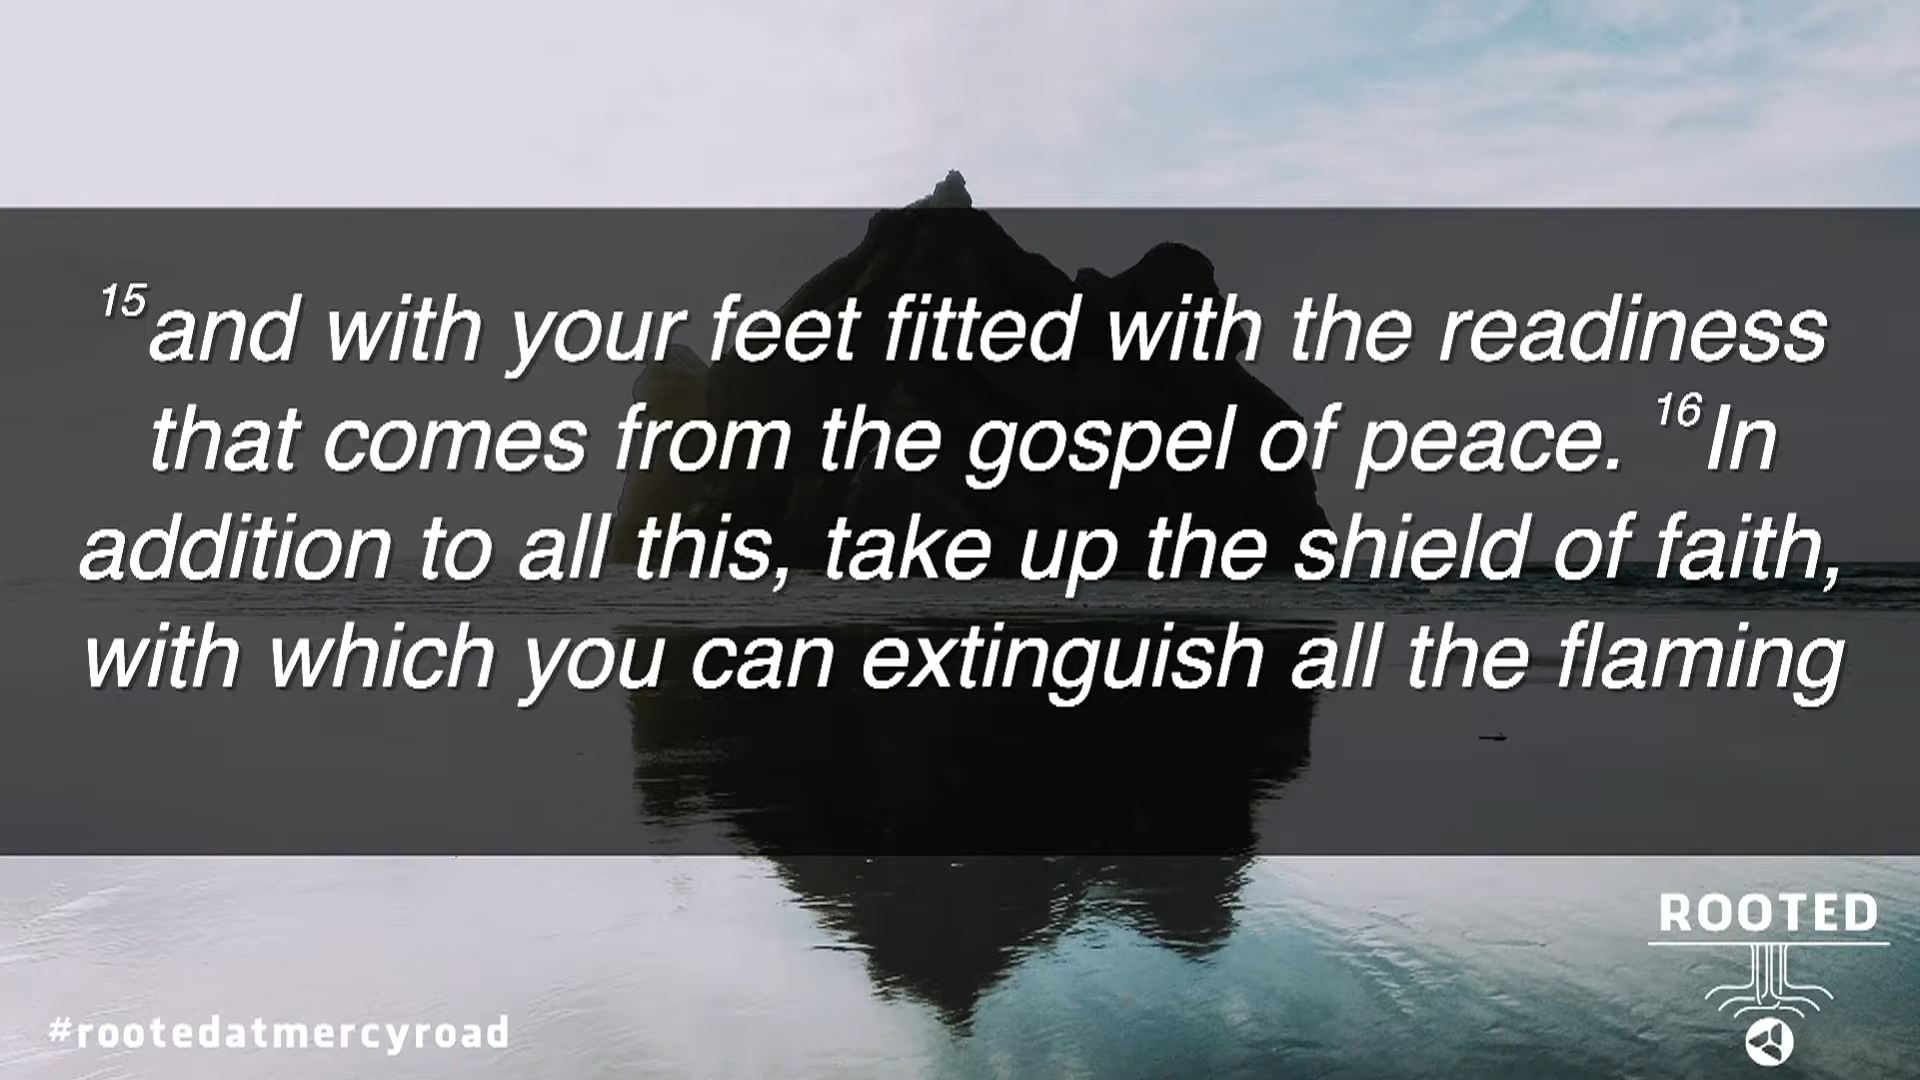 15 and with your feet fitted with the readiness
that comes from the gospel of peace. 16 In
addition to all this, take up the shield of faith,
with which you can extinguish all the flaming
ROOTED
#rootedatmercyroad